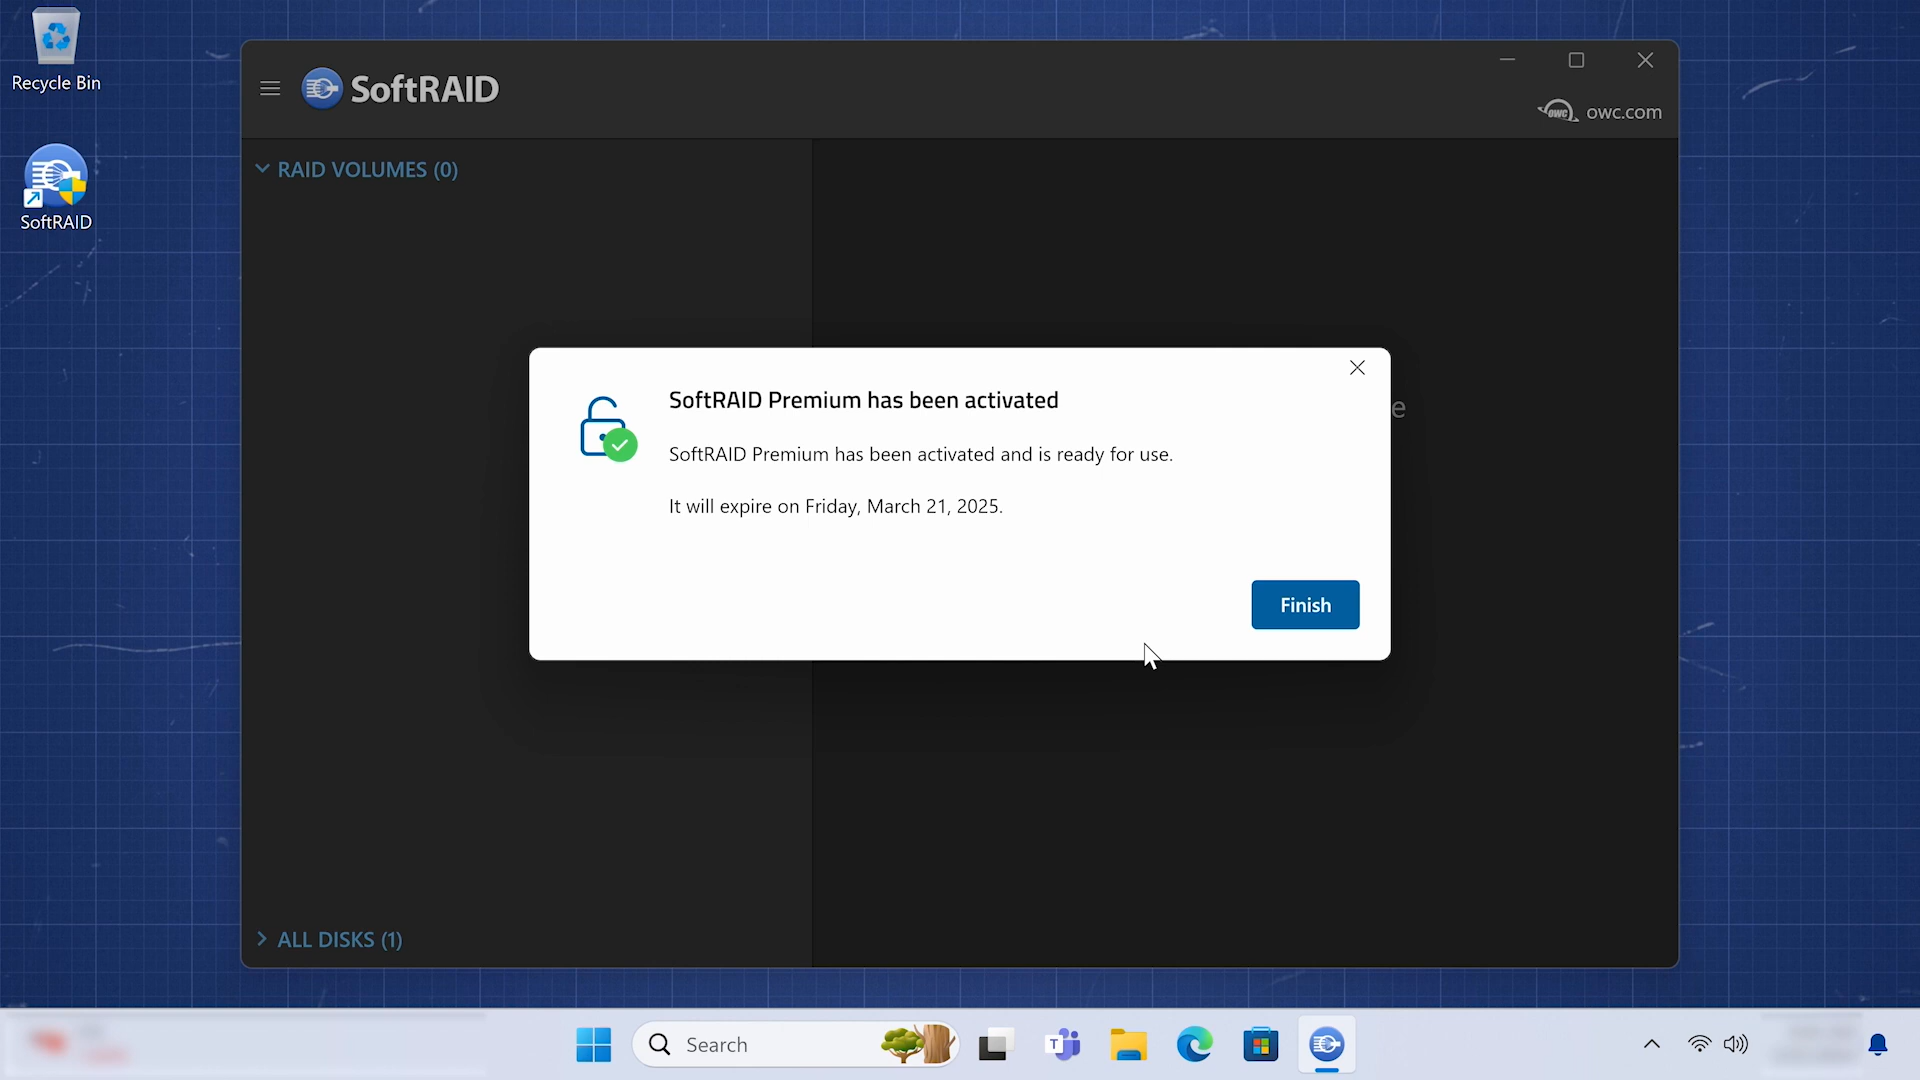 Recycle Bin
SoftRAID
SoftRAID
owc owc.com
RAID VOLUMES (0)
SoftRAID Premium has been activated
e
SoftRAID Premium has been activated and is ready for use.
It will expire on Friday, March 21, 2025.
Finish
ALL DISKS (1)
Search
T